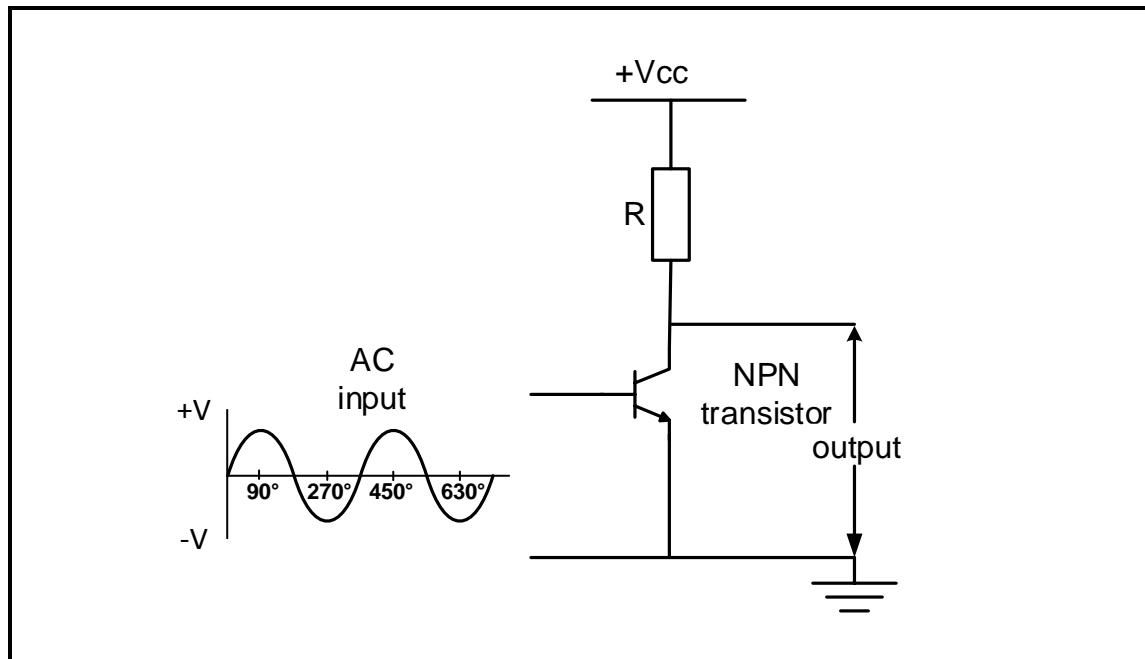 +Vcc
R
AC
input
NPN
transistor
output
+V
-V
90° 270° 450° 630°